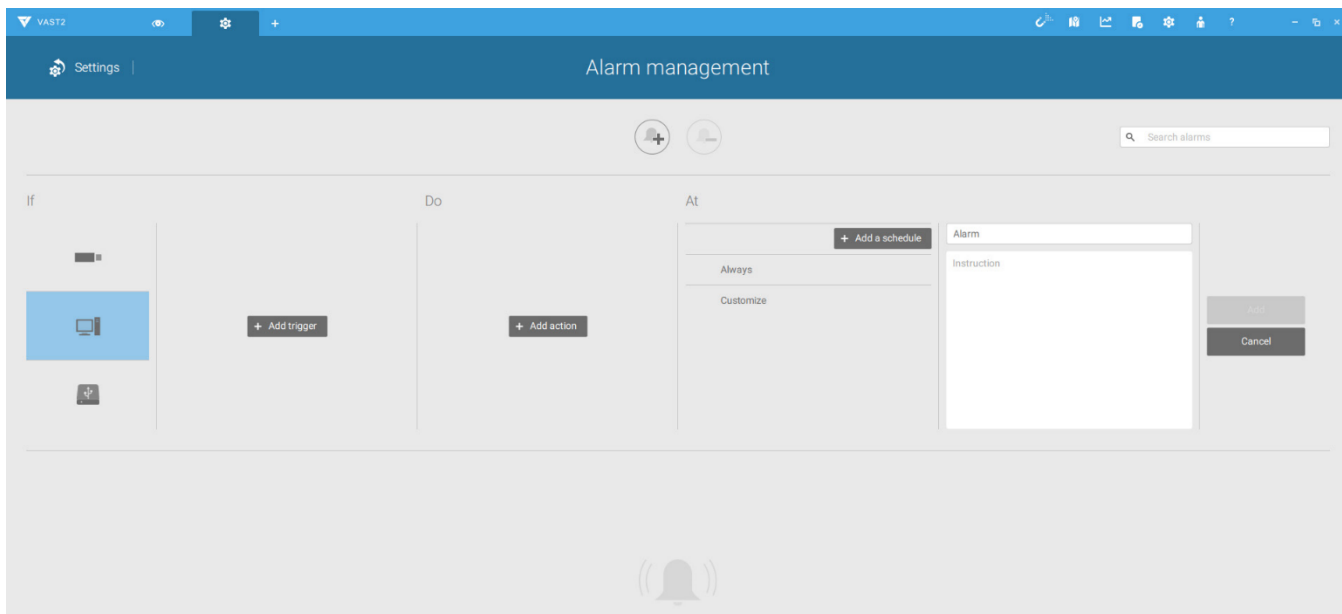 VAST2
+
?
Settings
Alarm management
Search alarms
If
Do
At
+ Add a schedule
Alarm
Always
Instruction
Customize
+ Add trigger
+ Add action
Add
Cancel